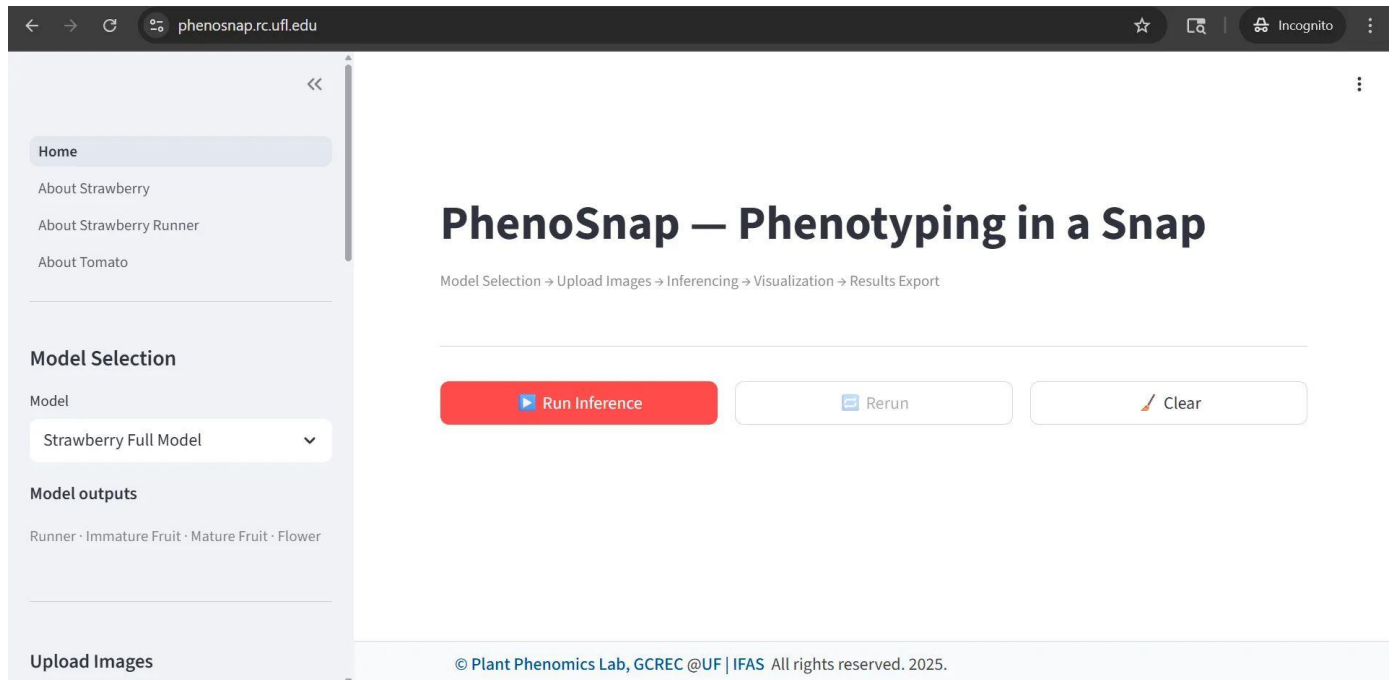 phenosnap.rc.ufl.edu
Incognito
Home
About Strawberry
About Strawberry Runner
About Tomato
Model Selection
Model
Strawberry Full Model
Model outputs
Runner · Immature Fruit · Mature Fruit · Flower
Upload Images
PhenoSnap — Phenotyping in a Snap
Model Selection → Upload Images → Inferencing → Visualization → Results Export
Run Inference
Rerun
Clear
© Plant Phenomics Lab, GCREC @UF | IFAS All rights reserved. 2025.